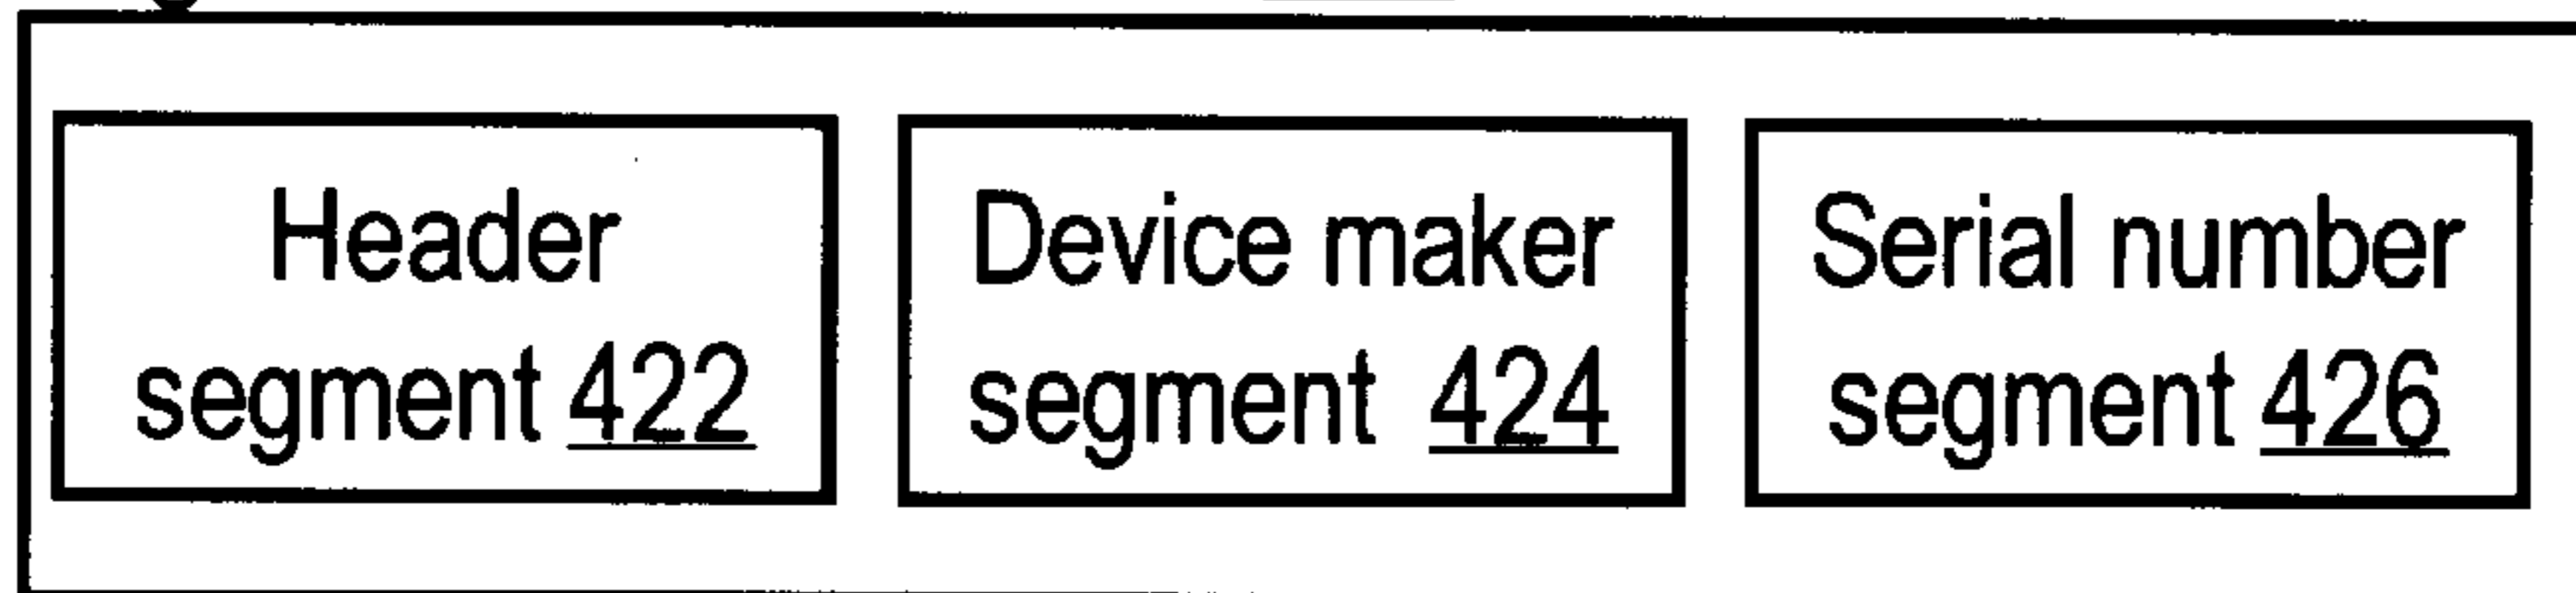 Header
segment 422
Device maker
segment 424
Serial number
segment 426